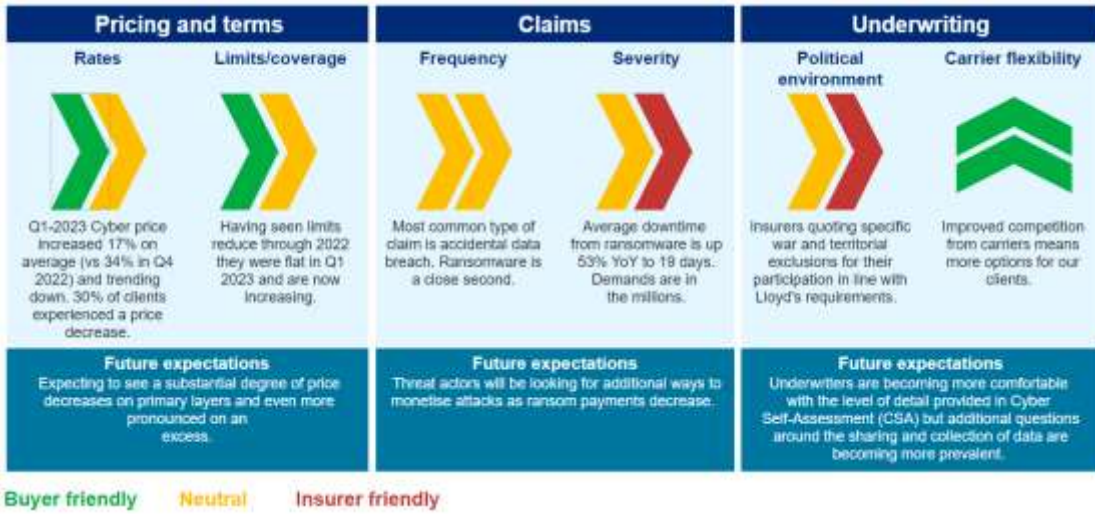 Pricing and terms
Rates
Limits/coverage
Q1-2023 Cyber price
increased 17% on
average (vs 34% in Q4
2022) and trending
down. 30% of clients
experienced a price
decrease.
Having seen limits
reduce through 2022
they were flat in Q1
2023 and are now
increasing.
Future expectations
Expecting to see a substantial degree of price
decreases on primary layers and even more
pronounced on an
excess.
Claims
Frequency
Severity
Most common type of
claim is accidental data
breach. Ransomware is
a close second.
Average downtime
from ransomware is up
53% YoY to 19 days.
Demands are in
the millions.
Future expectations
Threat actors will be looking for additional ways to
monetise attacks as ransom payments decrease.
Underwriting
Political
environment
Carrier flexibility
Insurers quoting specific
war and territorial
exclusions for their
participation in line with
Lloyd's requirements.
Improved competition
from carriers means
more options for our
clients.
Future expectations
Underwriters are becoming more comfortable
with the level of detail provided in Cyber
Self-Assessment (CSA) but additional questions
around the sharing and collection of data are
becoming more prevalent.
Buyer friendly
Neutral
Insurer friendly